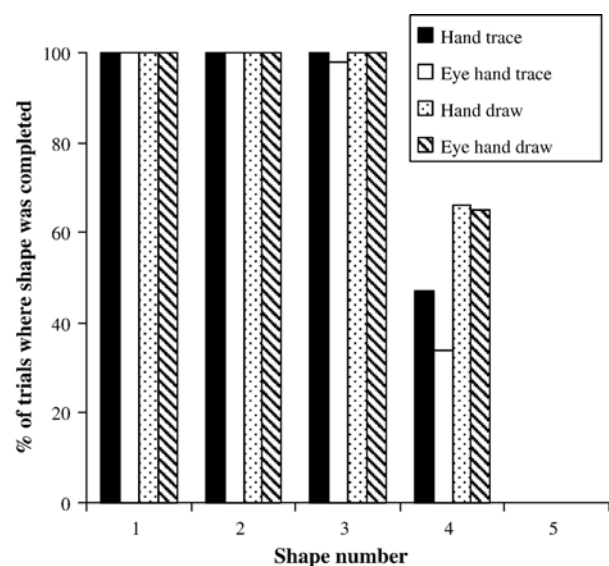 100
80
60
40
20
0
% of trials where shape was completed
1 2 3 4 5
Shape number
Hand trace
Eye hand trace
Hand draw
Eye hand draw